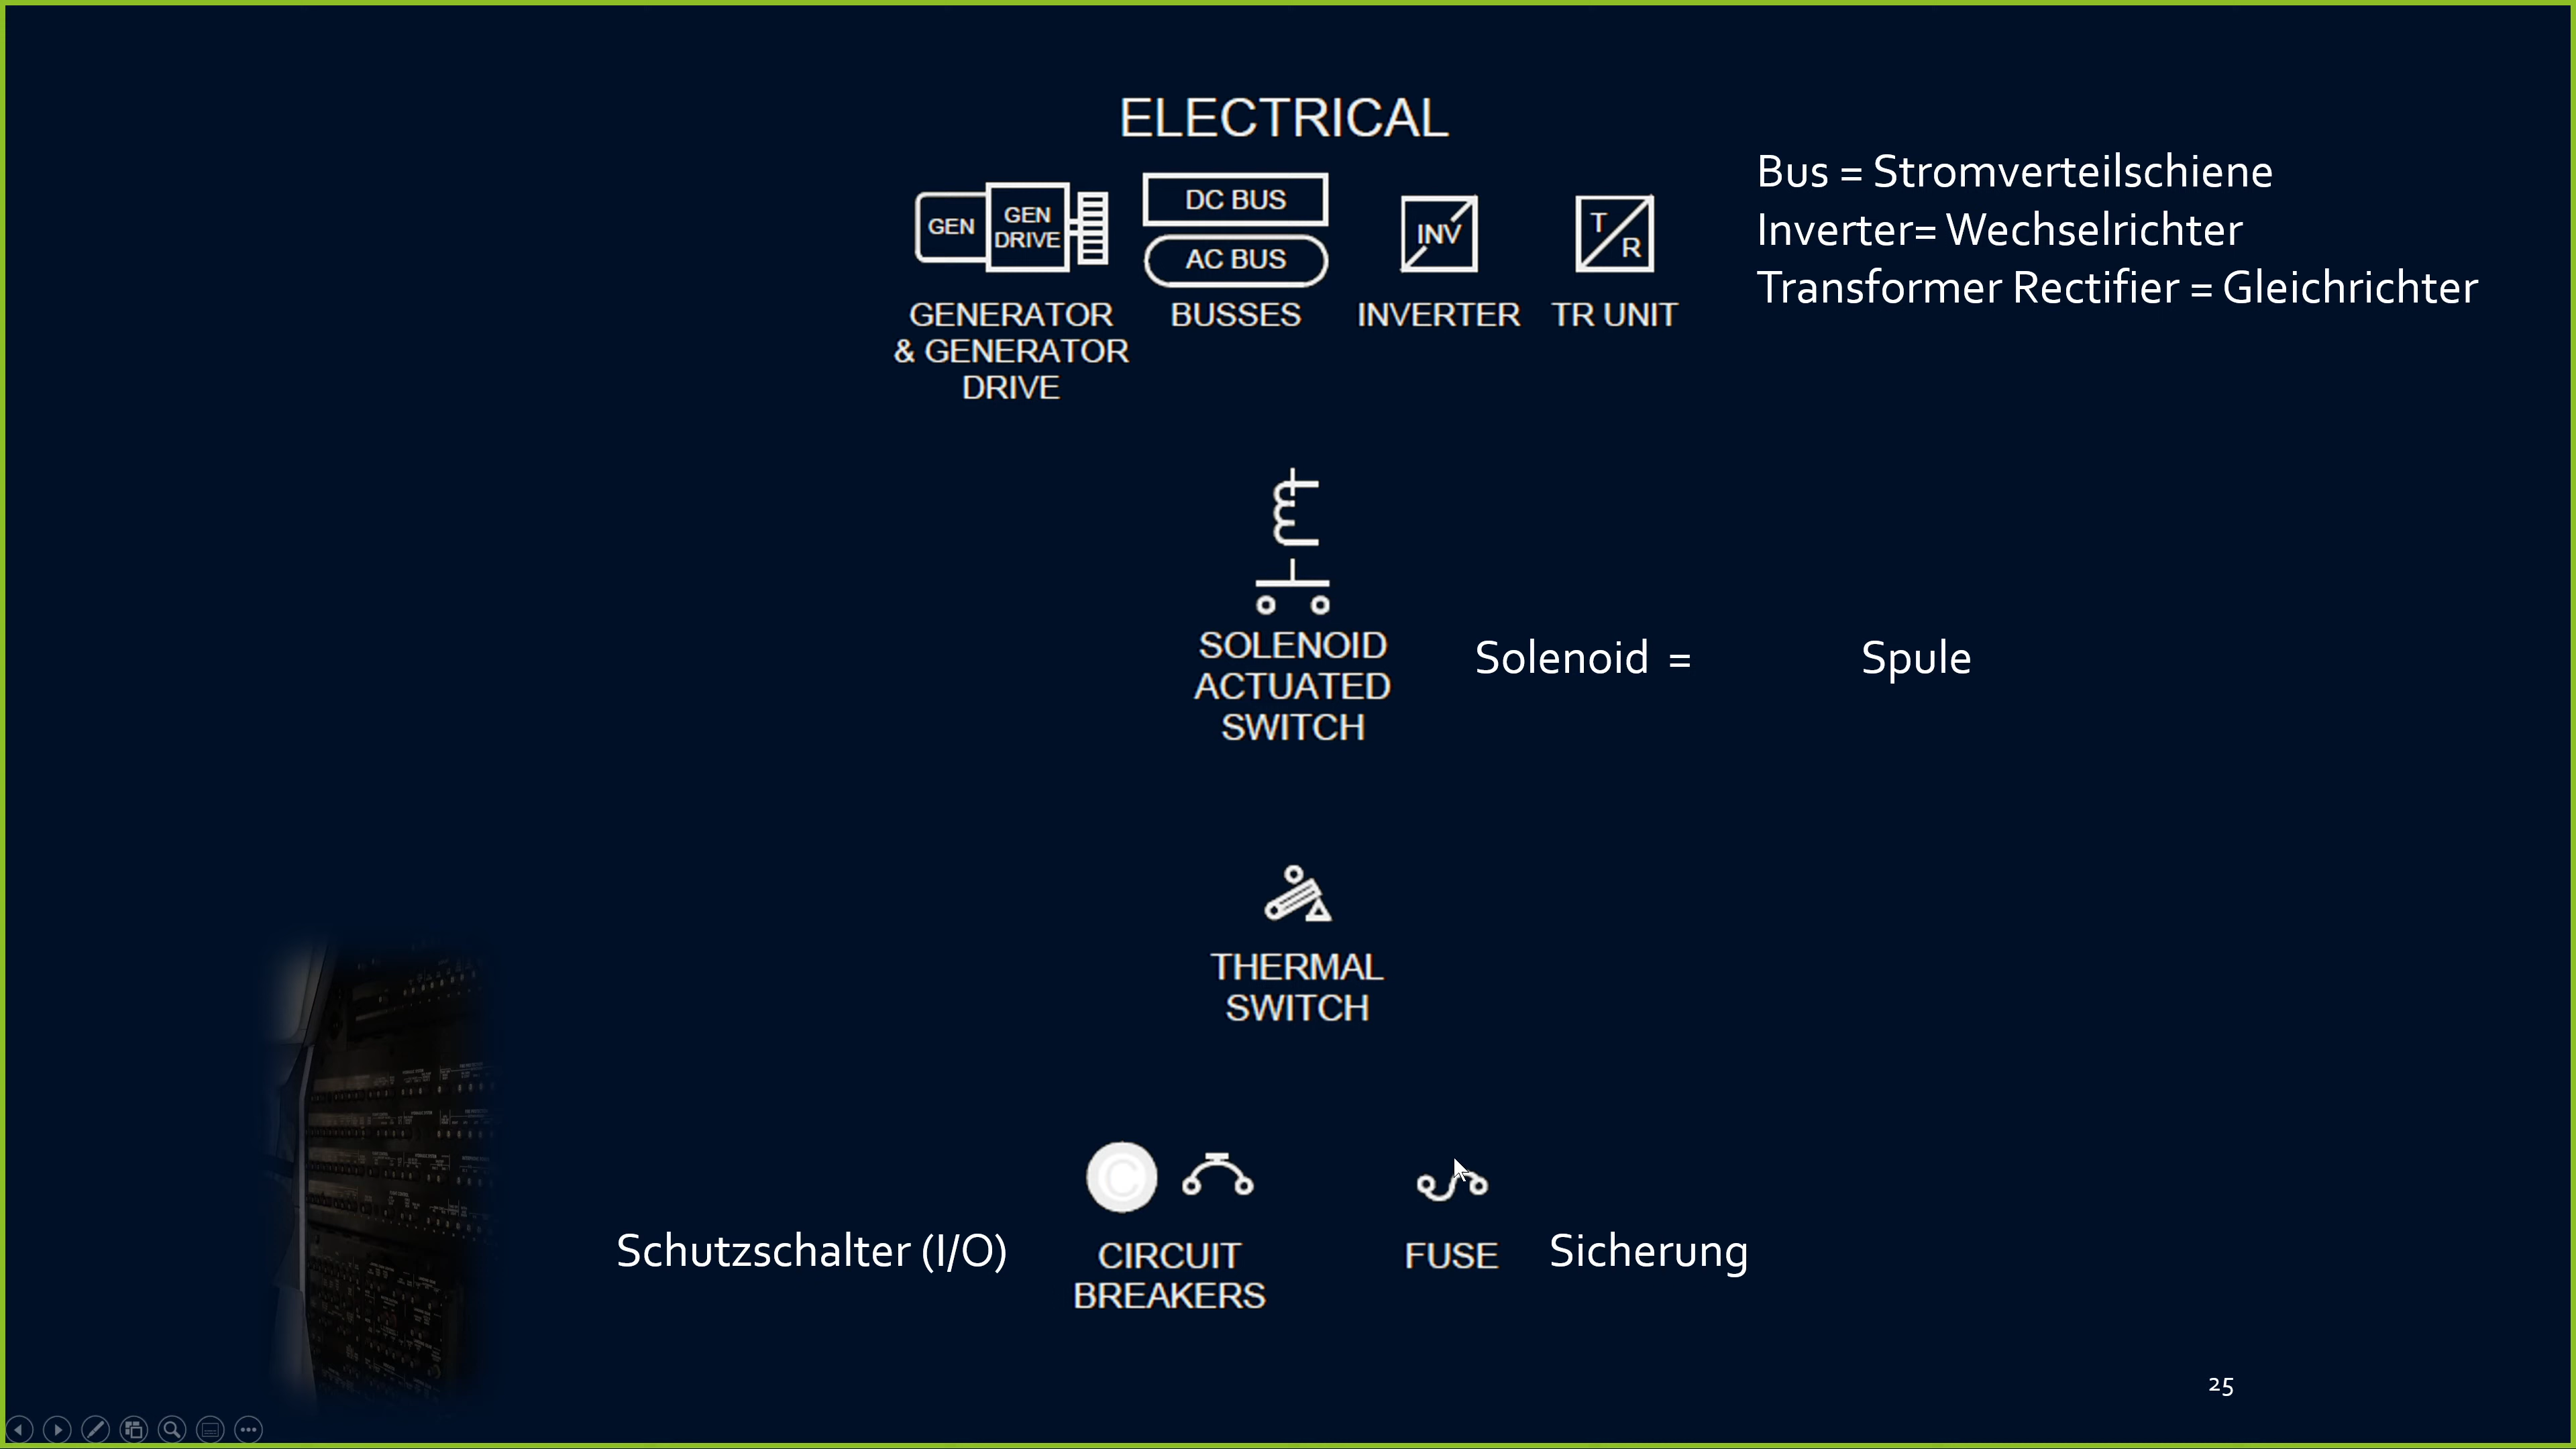 ELECTRICAL
GEN
GEN
DRIVE
DC BUS
AC BUS
INV
T
R
GENERATOR
& GENERATOR
DRIVE
BUSSES
INVERTER
TR UNIT
Bus = Stromverteilschiene
Inverter= Wechselrichter
Transformer Rectifier = Gleichrichter
SOLENOID
ACTUATED
SWITCH
Solenoid = Spule
THERMAL
SWITCH
C
Schutzschalter (I/O)
CIRCUIT
BREAKERS
FUSE
Sicherung
25